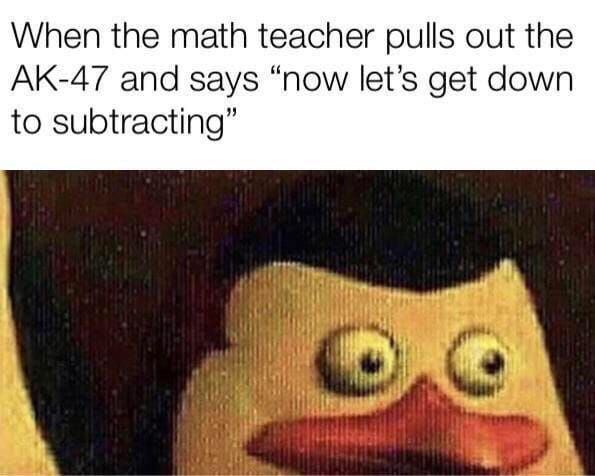 When the math teacher pulls out the
AK-47 and says “now let’s get down
to subtracting”